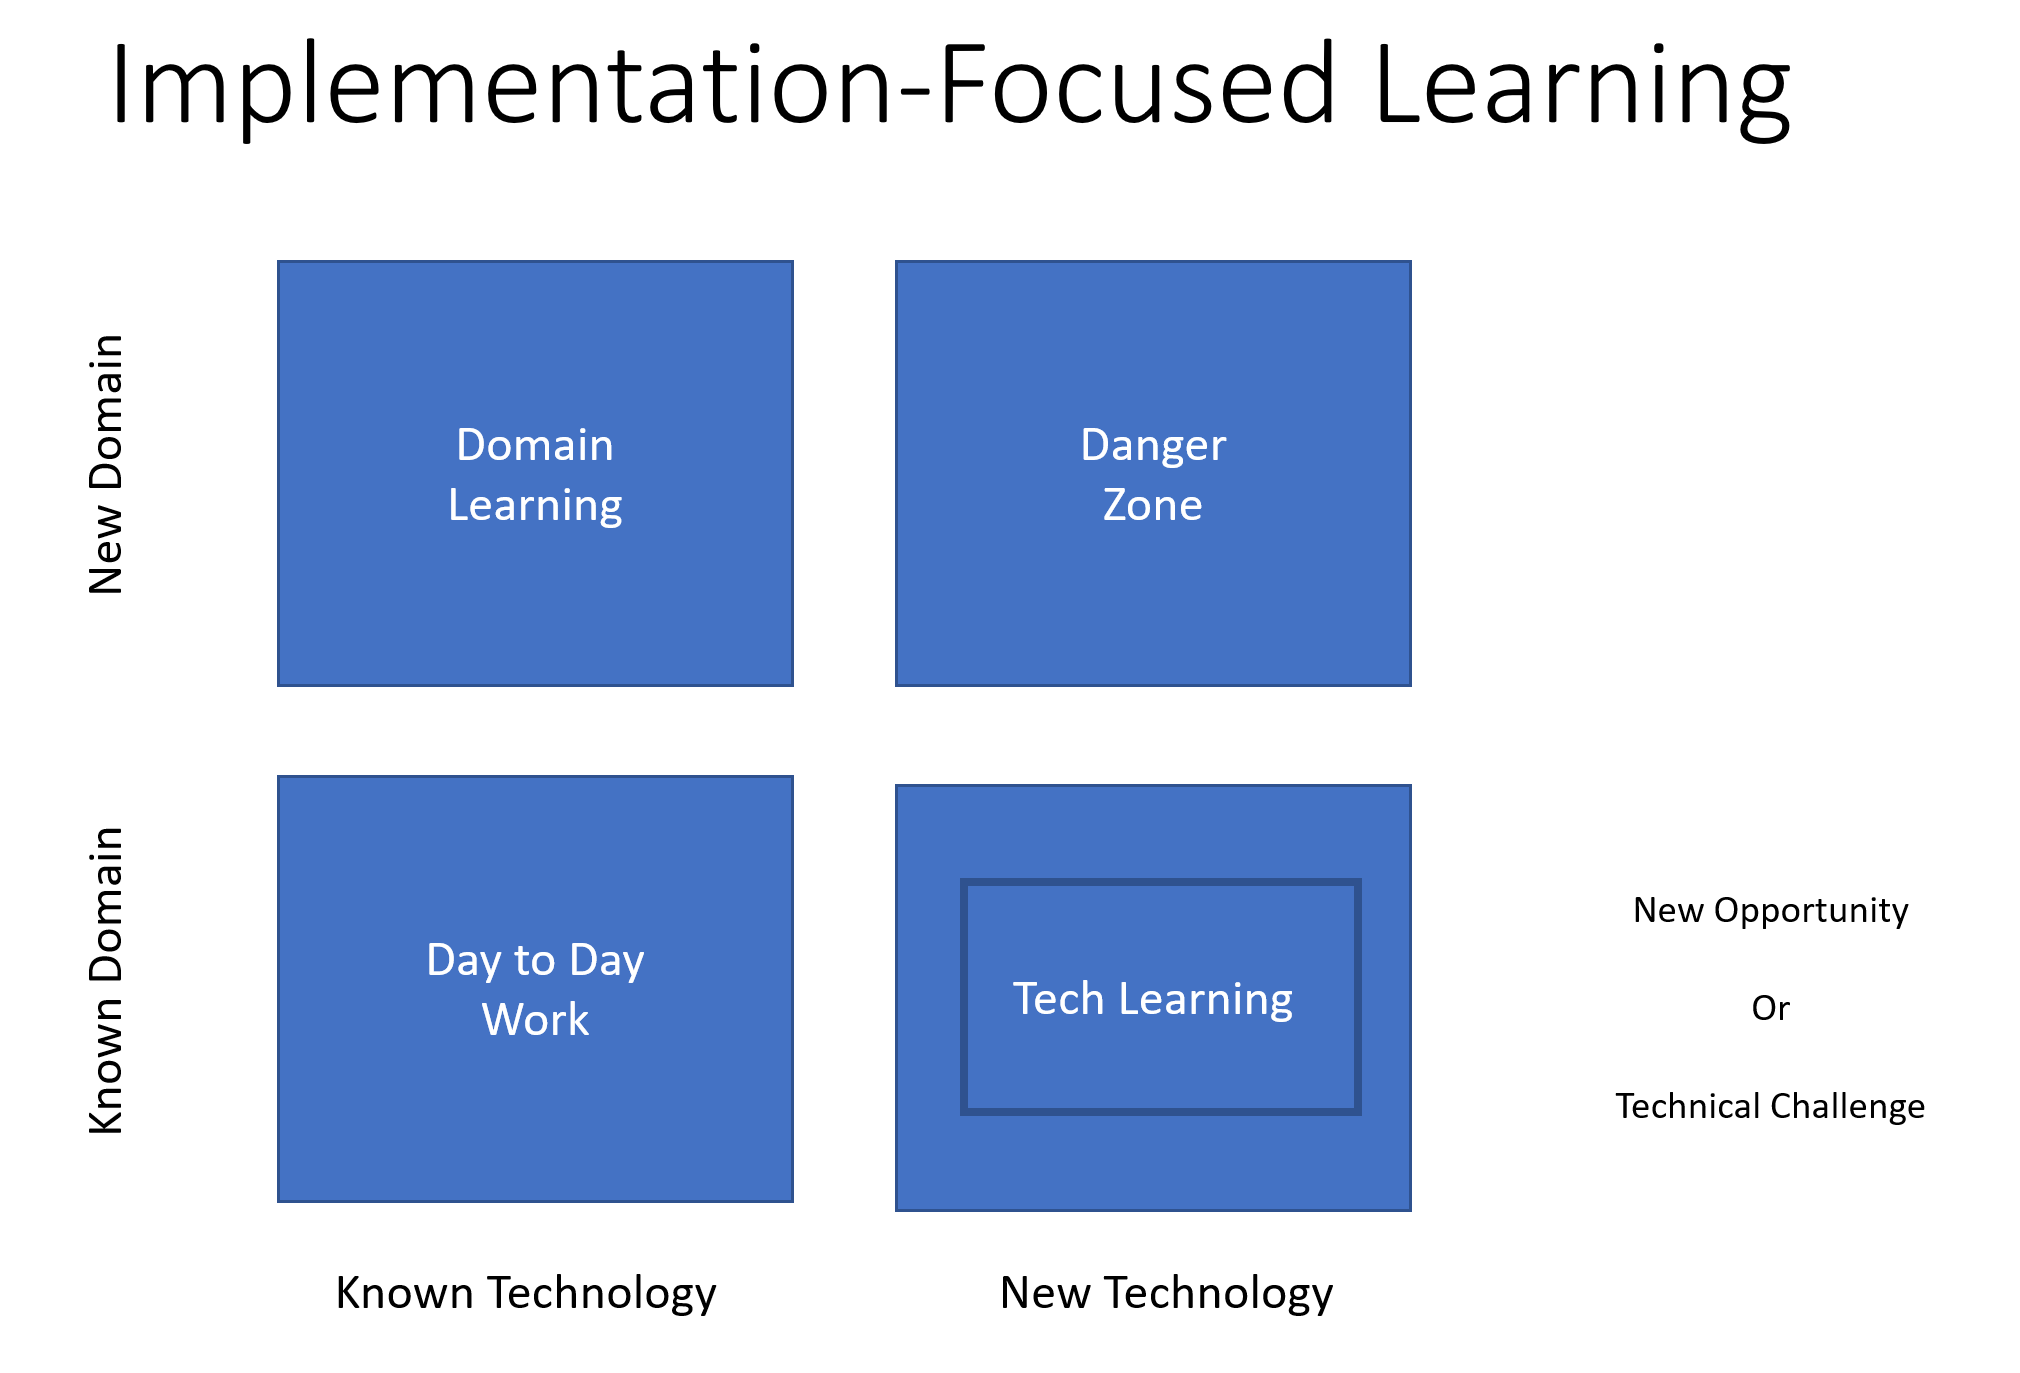 Implementation-Focused Learning
New Domain
Domain
Learning
Danger
Zone
Known Domain
Day to Day
Work
Tech Learning
New Opportunity
Or
Technical Challenge
Known Technology
New Technology